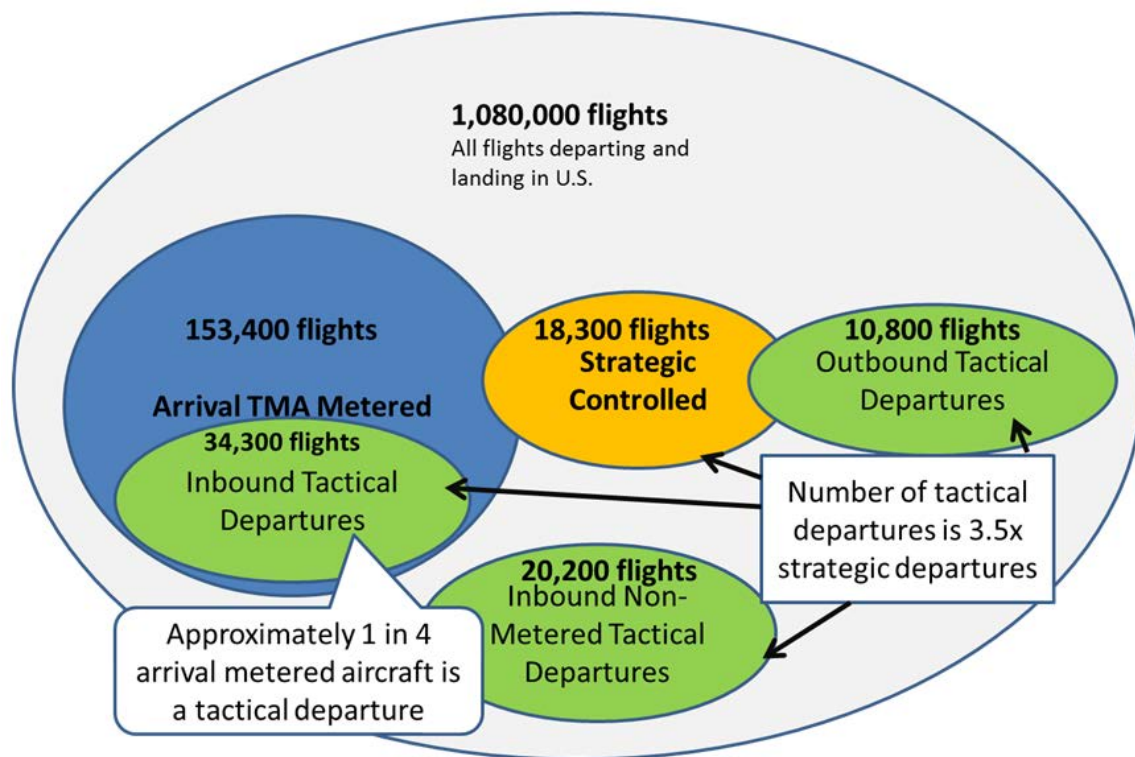 1,080,000 flights
All flights departing and
landing in U.S.
153,400 flights
Arrival TMA Metered
34,300 flights
Inbound Tactical
Departures
18,300 flights
Strategic
Controlled
10,800 flights
Outbound Tactical
Departures
Number of tactical
departures is 3.5x
strategic departures
20,200 flights
Inbound Non-
Metered Tactical
Departures
Approximately 1 in 4
arrival metered aircraft is
a tactical departure